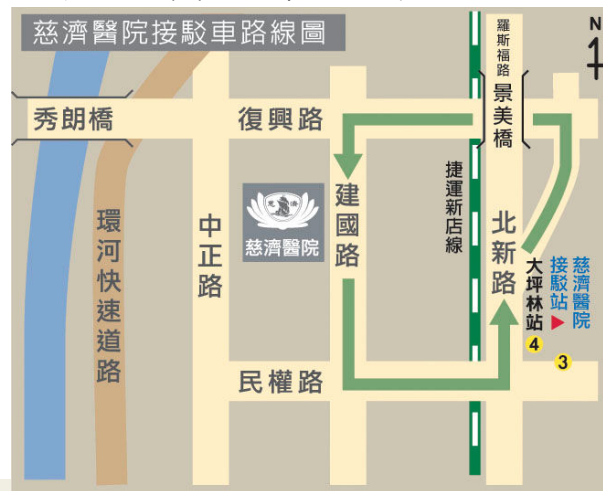 慈濟醫院接駁車路線圖
羅斯福路
N
秀朗橋
復興路
景美橋
建國路
捷運新店線
慈濟
慈濟醫院
環河快速道路
中正路
北新路
大坪林站
4
慈濟醫院
接駁站
3
民權路